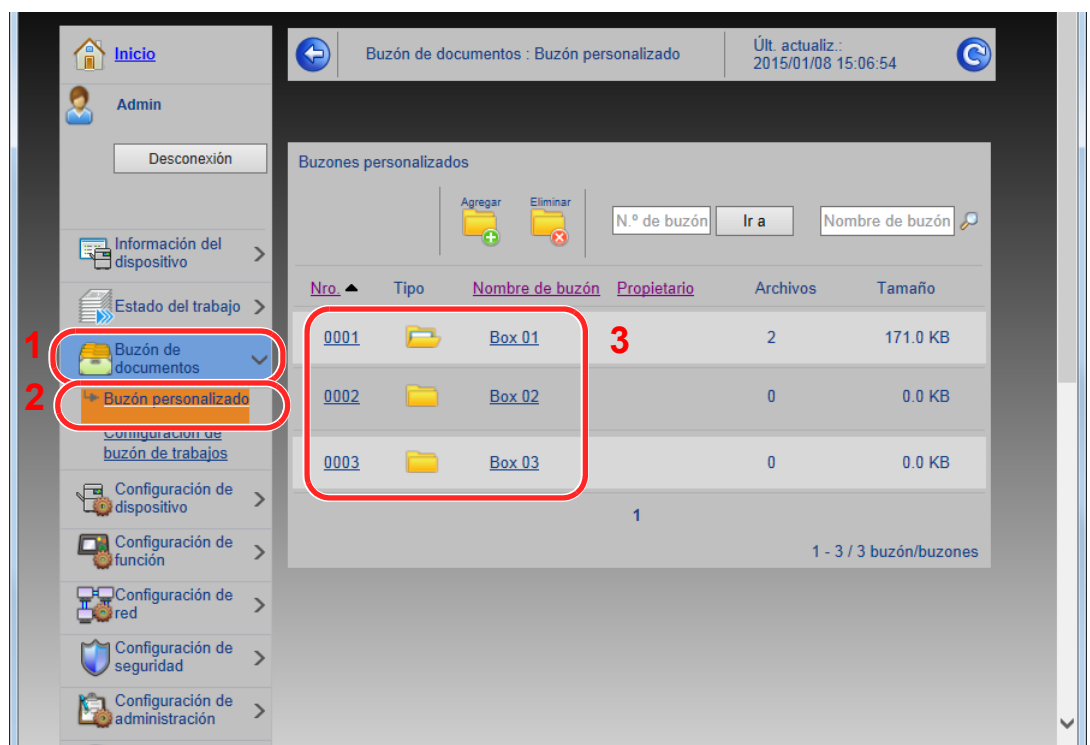 Inicio
Buzón de documentos : Buzón personalizado
Últ. actualiz.:
2015/01/08 15:06:54
Admin
Desconexión
Información del
dispositivo
Estado del trabajo
1
Buzón de
documentos
2
Buzón personalizado
Configuración de
buzón de trabajos
Configuración de
dispositivo
Configuración de
función
Configuración de
red
Configuración de
seguridad
Configuración de
administración
Buzones personalizados
Agregar
Eliminar
N.º de buzón
Ir a
Nombre de buzón
Nro. Tipo Nombre de buzón Propietario Archivos Tamaño
0001 Box 01 2 171.0 KB
3
0002 Box 02 0 0.0 KB
0003 Box 03 0 0.0 KB
1
1 - 3 / 3 buzón/buzones